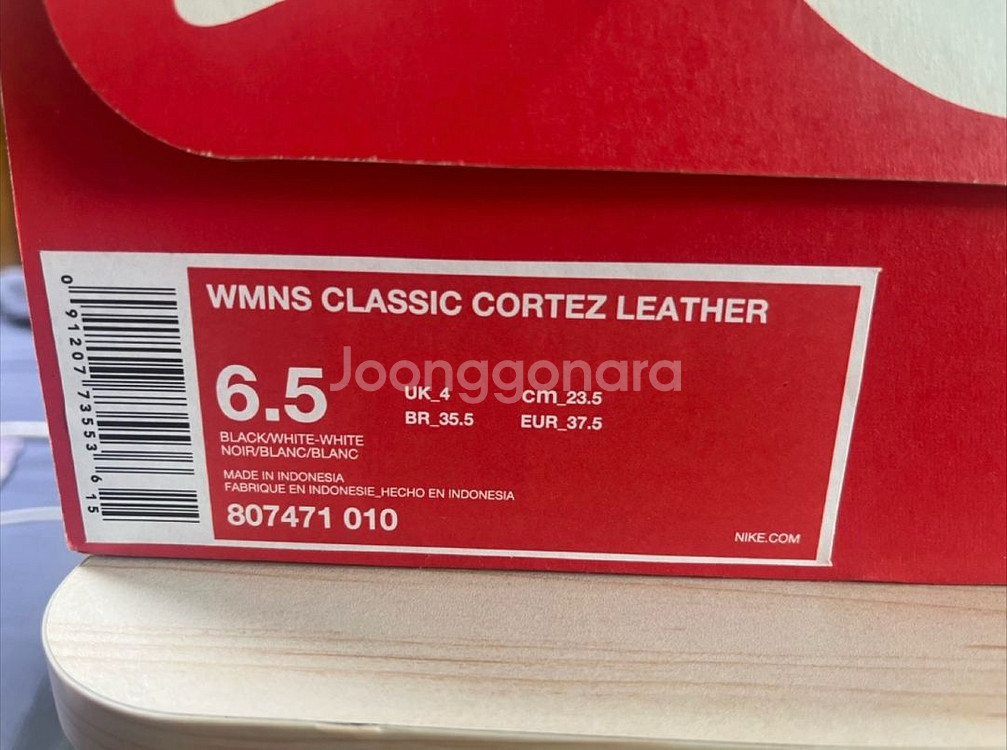 WMNS CLASSIC CORTEZ LEATHER
6.5
UK_4 cm_23.5
BR_35.5 EUR_37.5
Joonggonara
BLACK/WHITE-WHITE
NOIR/BLANC/BLANC
MADE IN INDONESIA
FABRIQUE EN INDONESIE_HECHO EN INDONESIA
807471 010
NIKE.COM
0 91207 73553 6 15